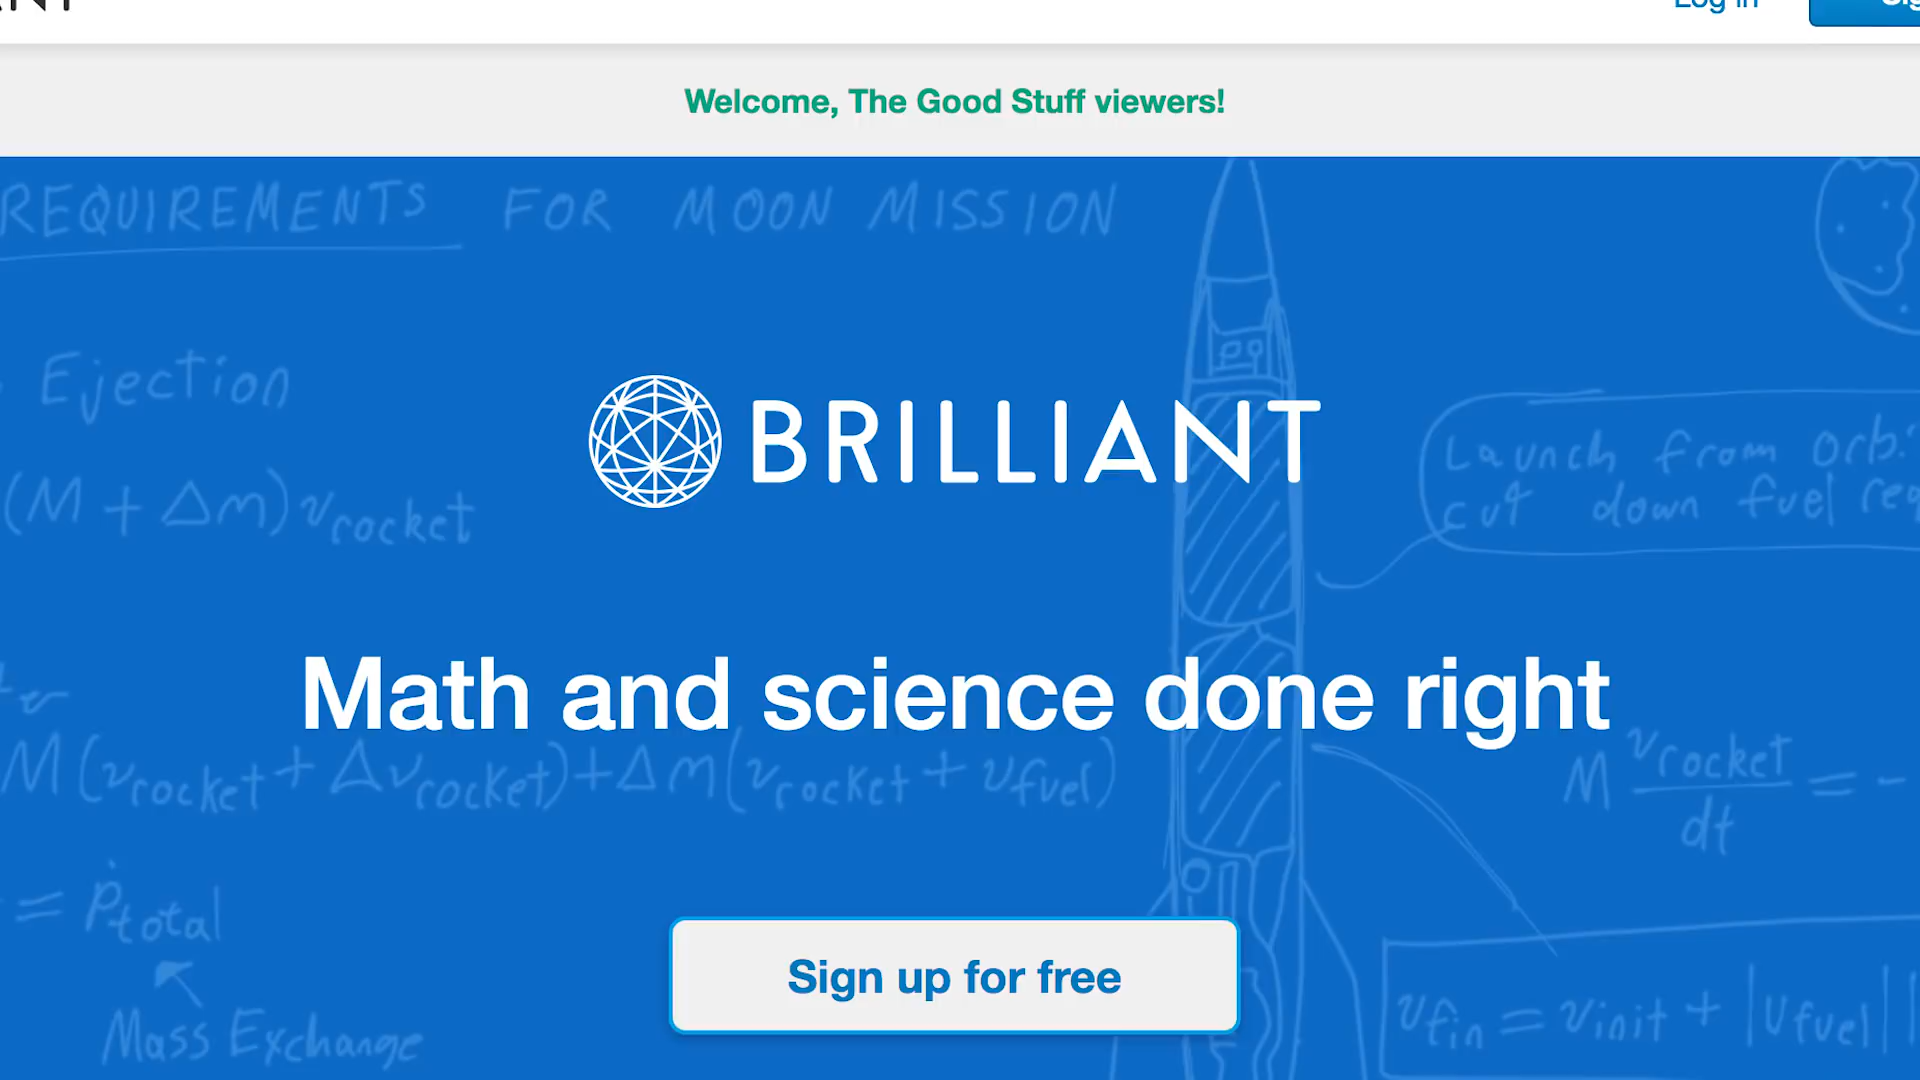 Log in
Welcome, The Good Stuff viewers!
REQUIREMENTS FOR MOON MISSION
Ejection
BRILLIANT
Launch from
cut down fuel
(M + Δm)v_rocket
Math and science done right
M(v_rocket + Δv_rocket) + Δm(v_rocket + v_fuel)
M v_rocket / dt = -
= ṗ_total
Sign up for free
Mass Exchange
v_fin = v_init + |v_fuel|